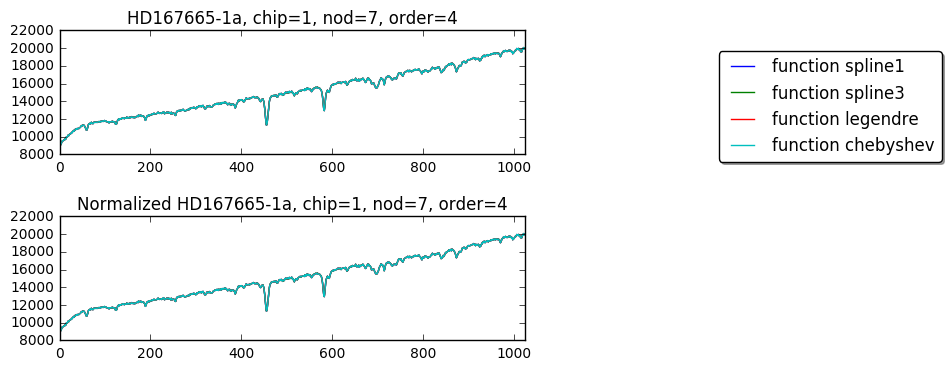 HD167665-1a, chip=1, nod=7, order=4
22000
20000
18000
16000
14000
12000
10000
8000
0 200 400 600 800 1000
function spline1
function spline3
function legendre
function chebyshev
Normalized HD167665-1a, chip=1, nod=7, order=4
22000
20000
18000
16000
14000
12000
10000
8000
0 200 400 600 800 1000